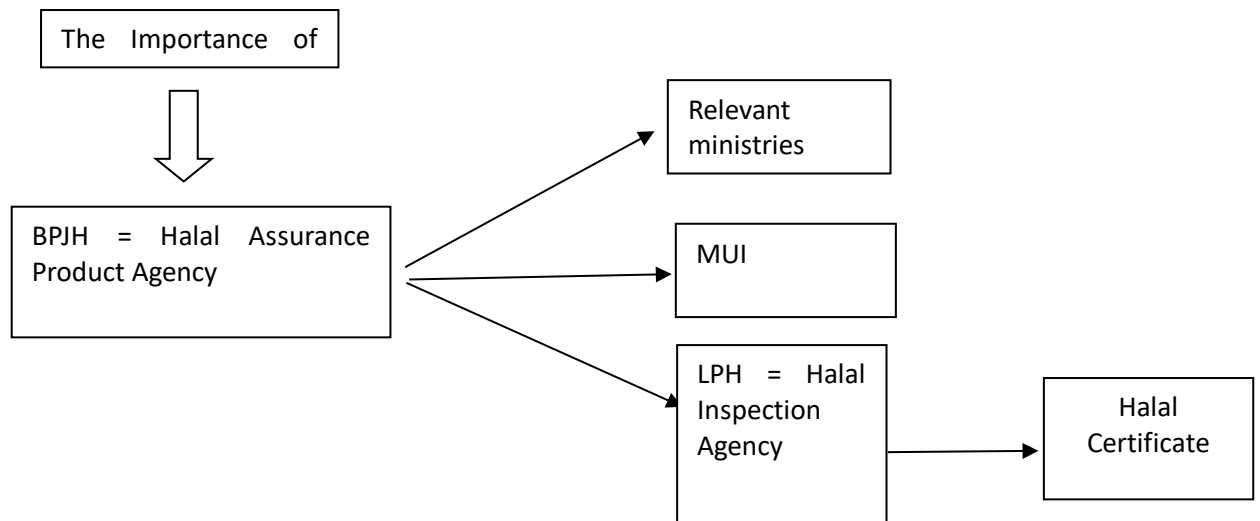 The Importance of
Relevant
ministries
BPJH = Halal Assurance
Product Agency
MUI
LPH = Halal
Inspection
Agency
Halal
Certificate